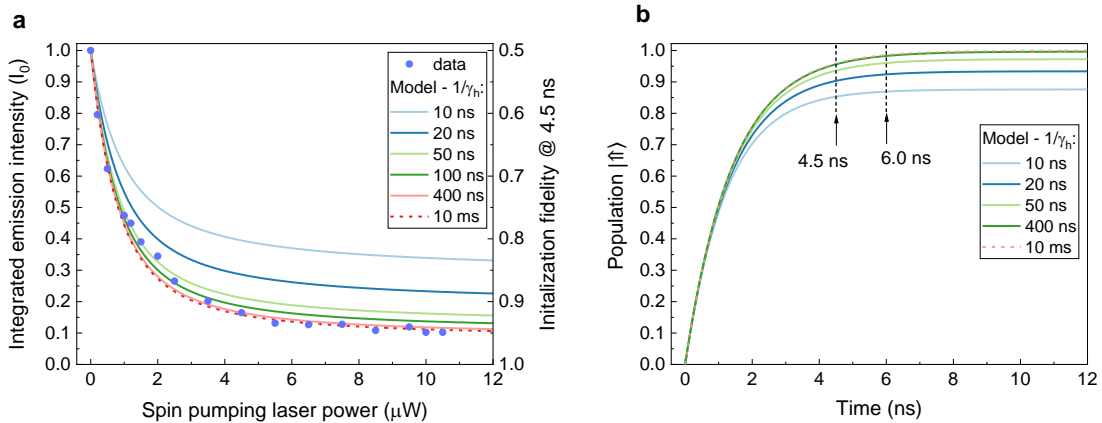 a
1.0
0.9
0.8
0.7
0.6
0.5
0.4
0.3
0.2
0.1
0.0
Integrated emission intensity (I0)
0
2
4
6
8
10
12
Spin pumping laser power (μW)
0.5
0.6
0.7
0.8
0.9
1.0
Initalization fidelity @ 4.5 ns
data
Model - 1/γh:
10 ns
20 ns
50 ns
100 ns
400 ns
10 ms
b
1.0
0.9
0.8
0.7
0.6
0.5
0.4
0.3
0.2
0.1
0.0
Population |⇑⟩
0
2
4
6
8
10
12
Time (ns)
4.5 ns
6.0 ns
Model - 1/γh:
10 ns
20 ns
50 ns
400 ns
10 ms